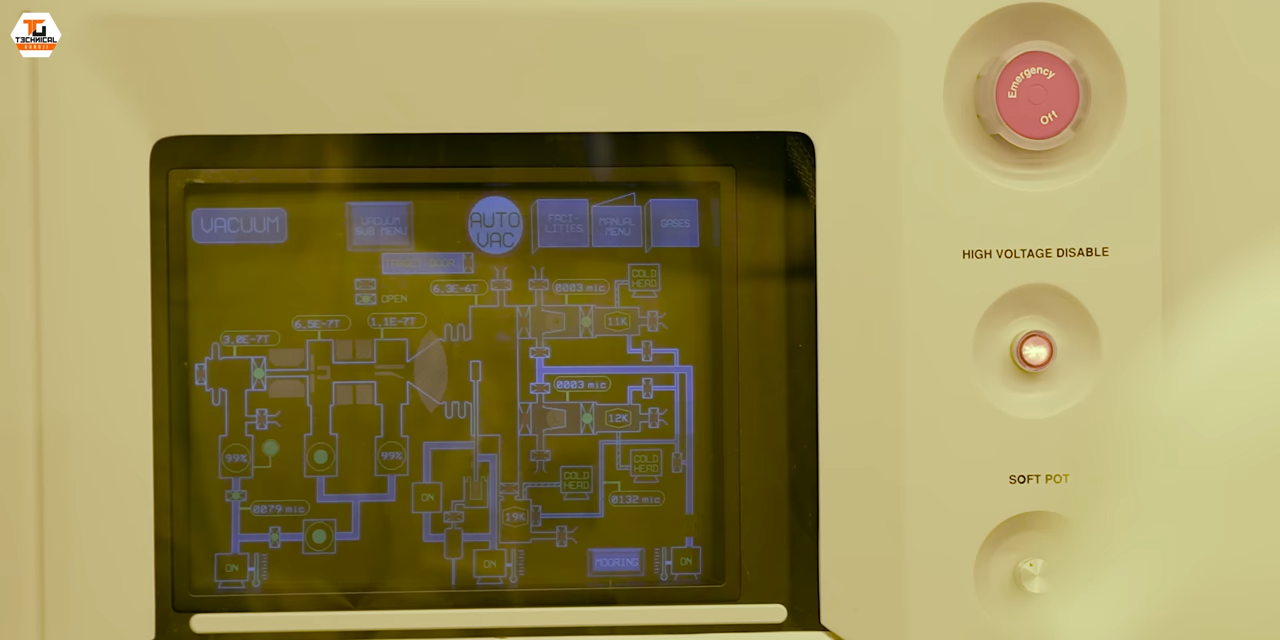 TG
TECHNICAL
GURUJI
Emergency
Off
HIGH VOLTAGE DISABLE
SOFT POT
VACUUM
VACUUM
SUB MENU
AUTO
VAC
FACI-
LITIES
MANUAL
MENU
GASES
OPEN
6.3E-6T
0003 mic
COLD
HEAD
3.0E-7T
6.5E-7T
1.1E-7T
11K
0003 mic
12K
99%
99%
COLD
HEAD
COLD
HEAD
ON
0132 mic
0079 mic
19K
ON
ON
MOORING
ON